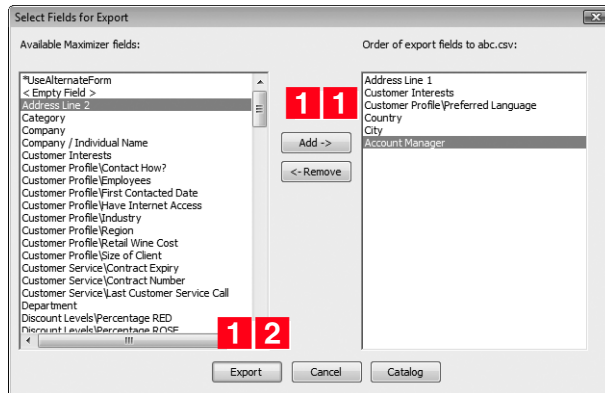 Select Fields for Export
Available Maximizer fields:
*UseAlternateForm
< Empty Field >
Address Line 2
Category
Company
Company / Individual Name
Customer Interests
Customer Profile\Contact How?
Customer Profile\Employees
Customer Profile\First Contacted Date
Customer Profile\Have Internet Access
Customer Profile\Industry
Customer Profile\Region
Customer Profile\Retail Wine Cost
Customer Profile\Size of Client
Customer Service\Contract Expiry
Customer Service\Contract Number
Customer Service\Last Customer Service Call
Department
Discount Levels\Percentage RED
Discount Levels\Percentage ROSE
1 1
Add ->
<- Remove
Order of export fields to abc.csv:
Address Line 1
Customer Interests
Customer Profile\Preferred Language
Country
City
Account Manager
1 2
Export
Cancel
Catalog